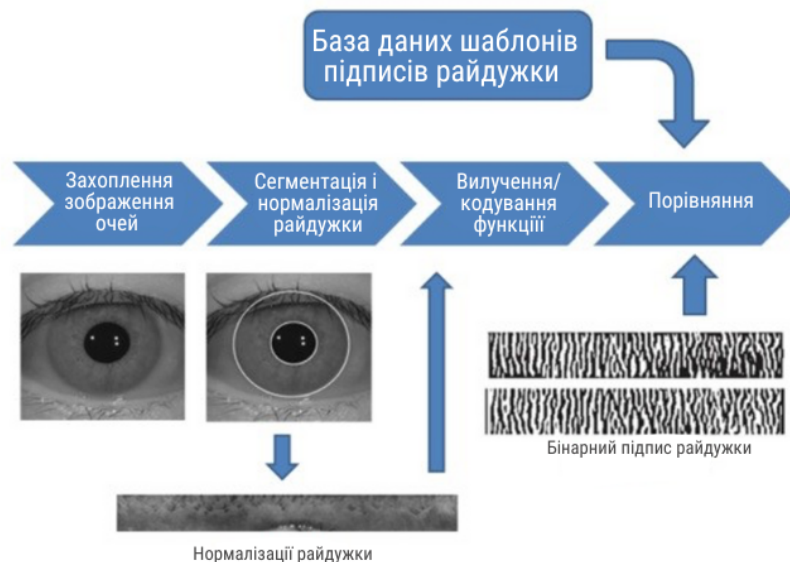 База даних шаблонів
підписів райдужки
Захоплення
зображення
очей
Сегментація і
нормалізація
райдужки
Вилучення/
кодування
функціїї
Порівняння
Бінарний підпис райдужки
Нормалізації райдужки